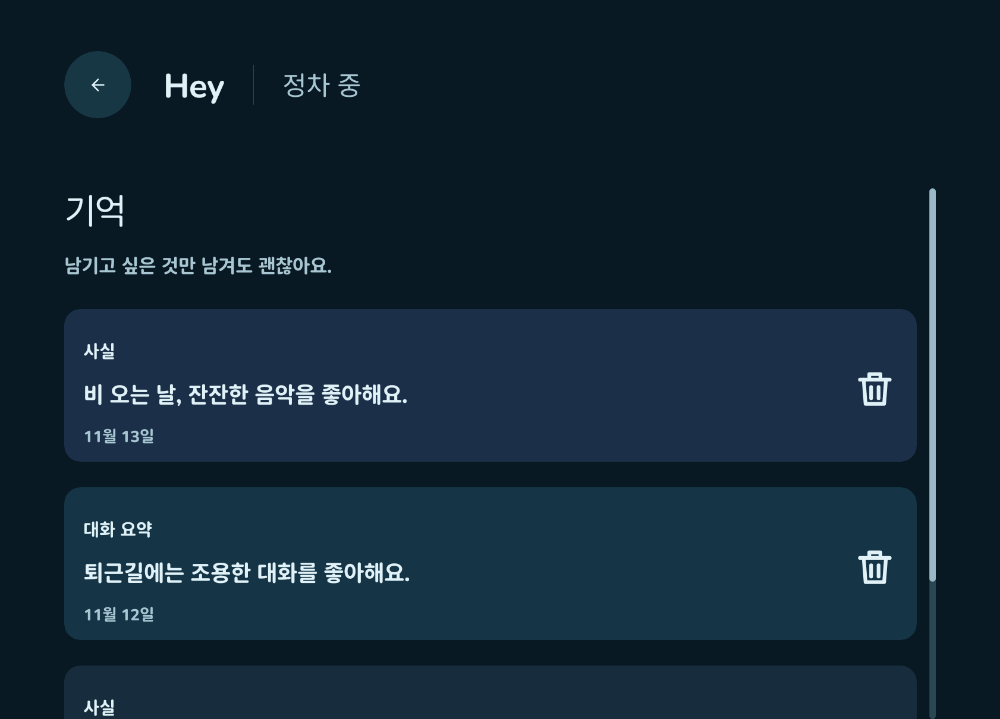 Hey
정차 중
기억
남기고 싶은 것만 남겨도 괜찮아요.
사실
비 오는 날, 잔잔한 음악을 좋아해요.
11월 13일
대화 요약
퇴근길에는 조용한 대화를 좋아해요.
11월 12일
사실